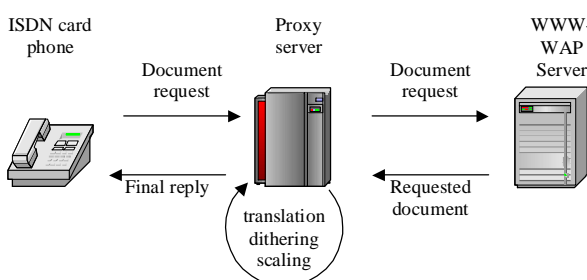 ISDN card
phone
Proxy
server
WWW-
WAP
Server
Document
request
Document
request
Final reply
Requested
document
translation
dithering
scaling